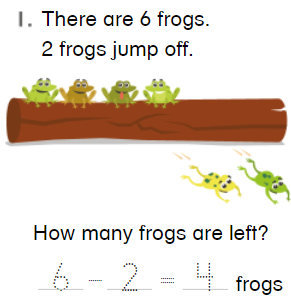 1. There are 6 frogs.
2 frogs jump off.
How many frogs are left?
6 - 2 = 4 frogs